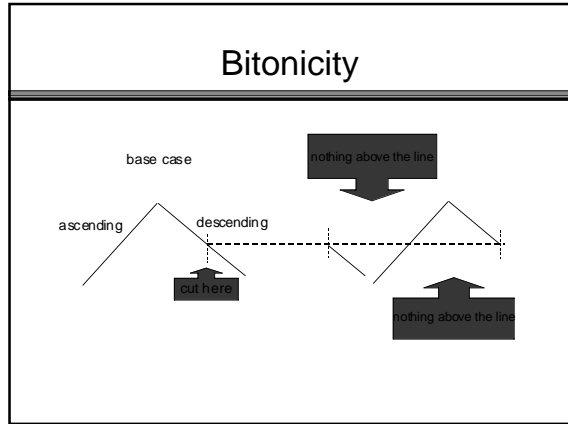 Bitonicity
base case
nothing above the line
ascending
descending
cut here
nothing above the line